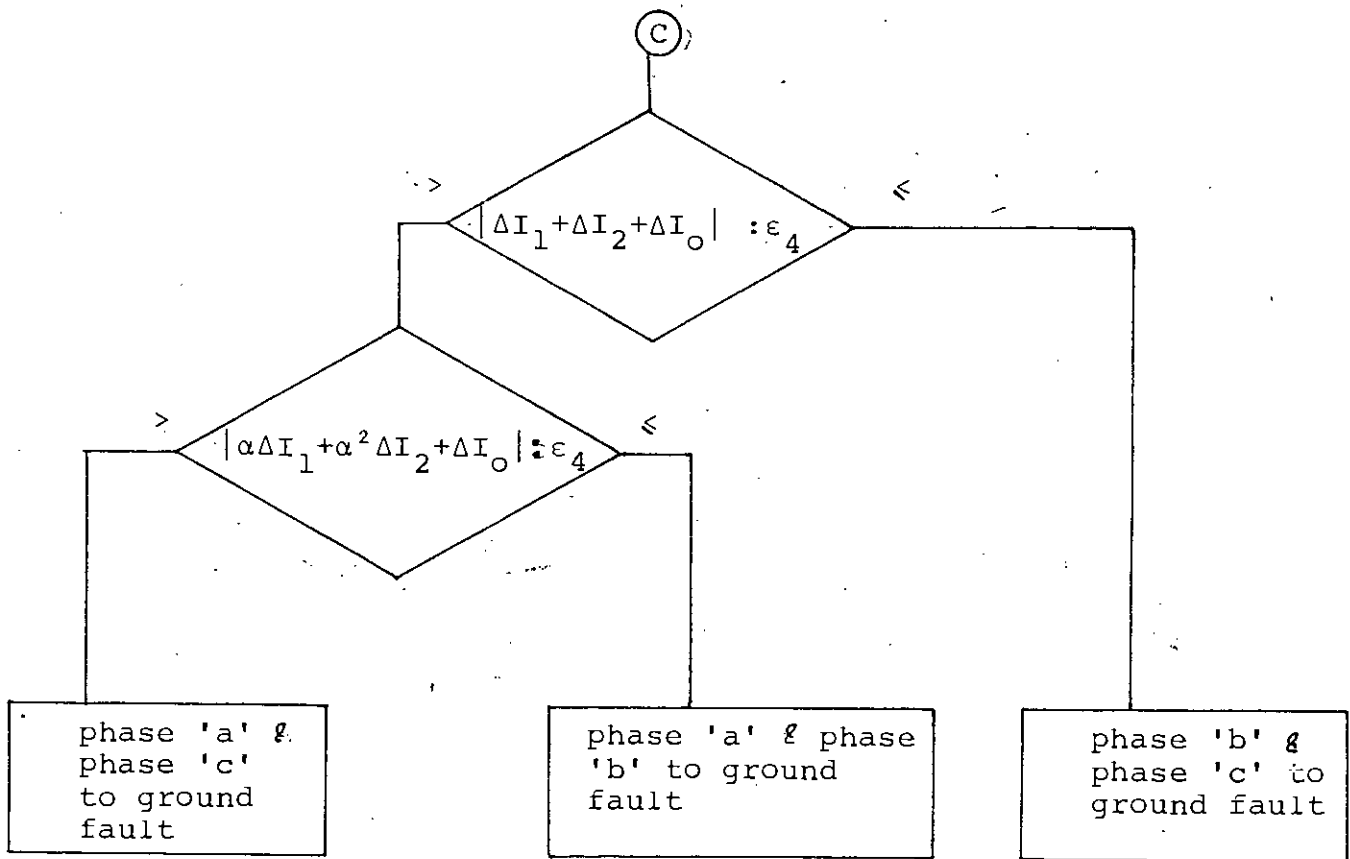 C
> ≤
|ΔI₁+ΔI₂+ΔIₒ| :ε₄
> ≤
|αΔI₁+α²ΔI₂+ΔIₒ|:ε₄
phase 'a' &
phase 'c'
to ground
fault
phase 'a' & phase
'b' to ground
fault
phase 'b' &
phase 'c' to
ground fault